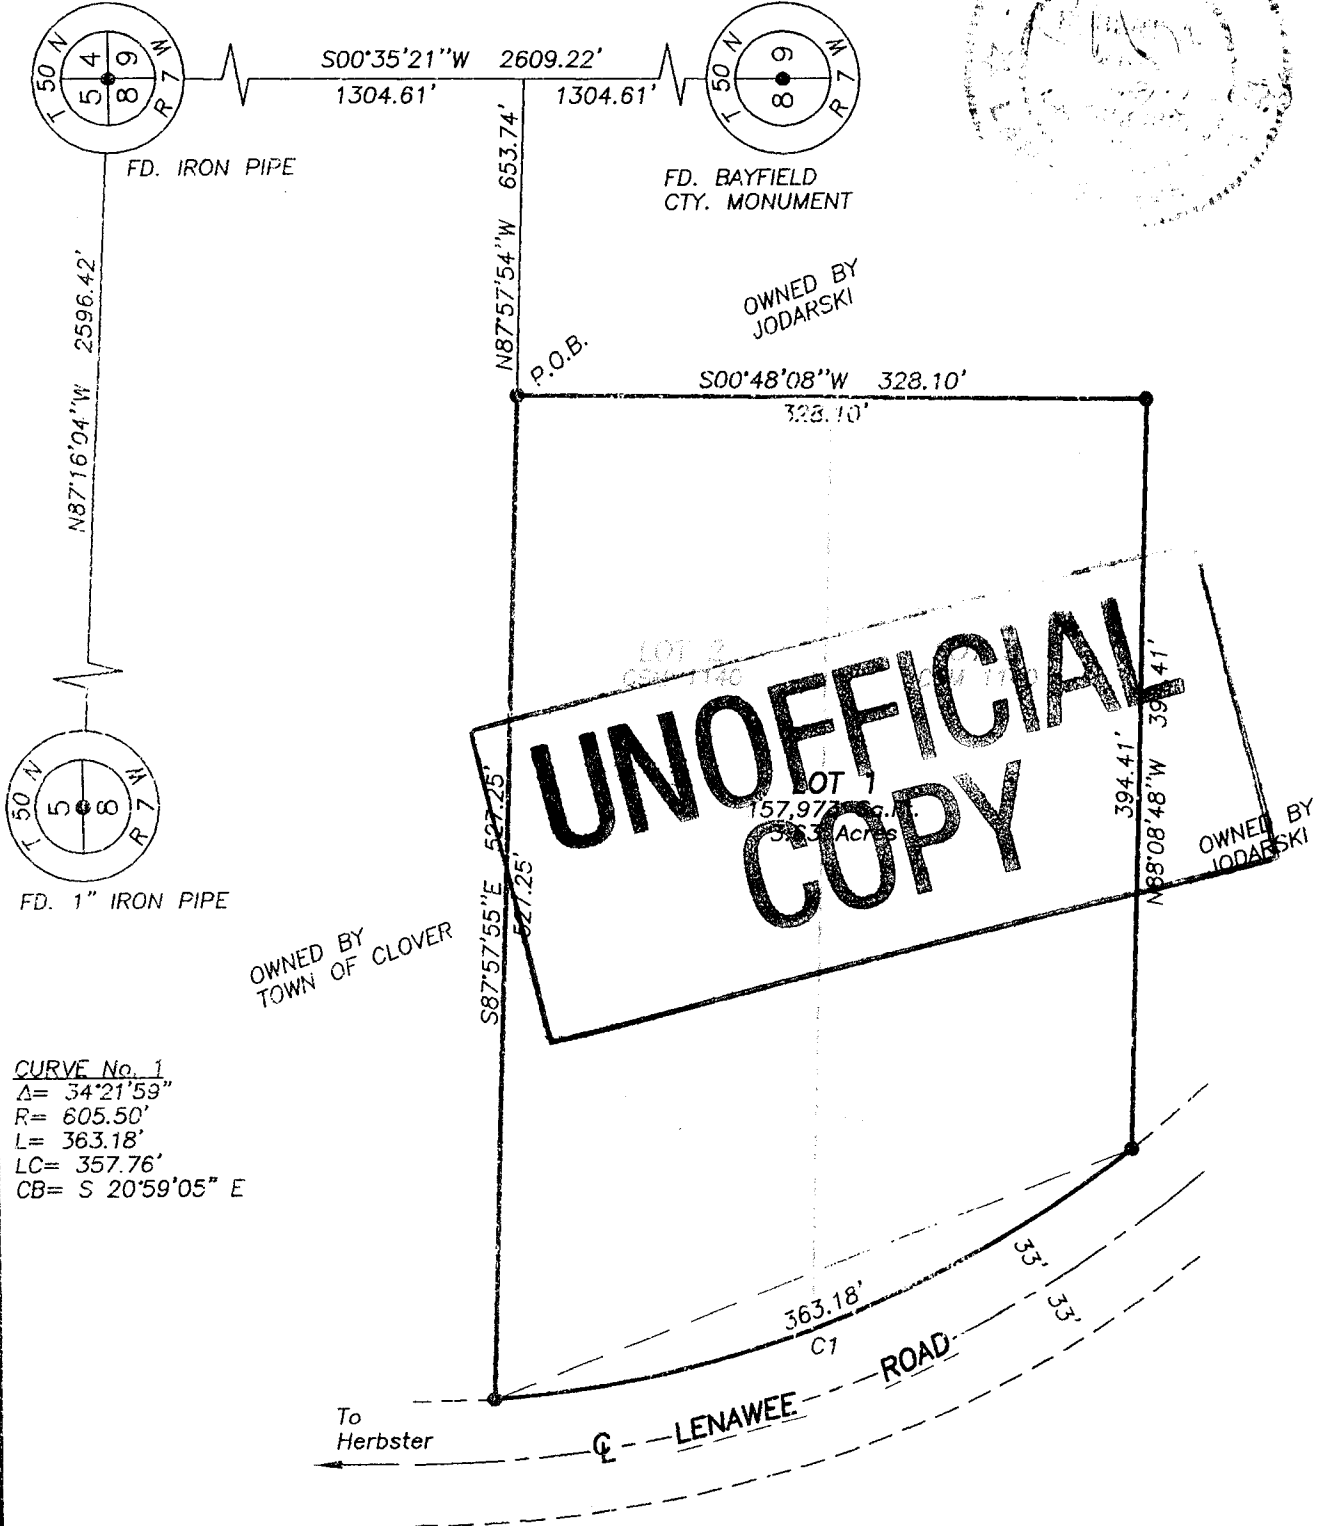 T 50 N R 7 W
5 4
8 9
S00°35'21"W 2609.22'
1304.61' 1304.61'
T 50 N R 7 W
8 9
FD. IRON PIPE
FD. BAYFIELD
CTY. MONUMENT
N87°57'54"W 653.74'
N87°16'04"W 2596.42'
OWNED BY
JODARSKI
P.O.B.
S00°48'08"W 328.10'
328.10'
LOT 2
CSM 1140
UNOFFICIAL
COPY
LOT 1
Acres
394.41'
N88°08'48"W 394.41'
S87°57'55"E 527.25'
527.25'
T 50 N R 7 W
5 8
FD. 1" IRON PIPE
OWNED BY
JODARSKI
OWNED BY
TOWN OF CLOVER
CURVE No. 1
Δ= 34°21'59"
R= 605.50'
L= 363.18'
LC= 357.76'
CB= S 20°59'05" E
33'
33'
363.18'
C1
To
Herbster
LENAWEE ROAD